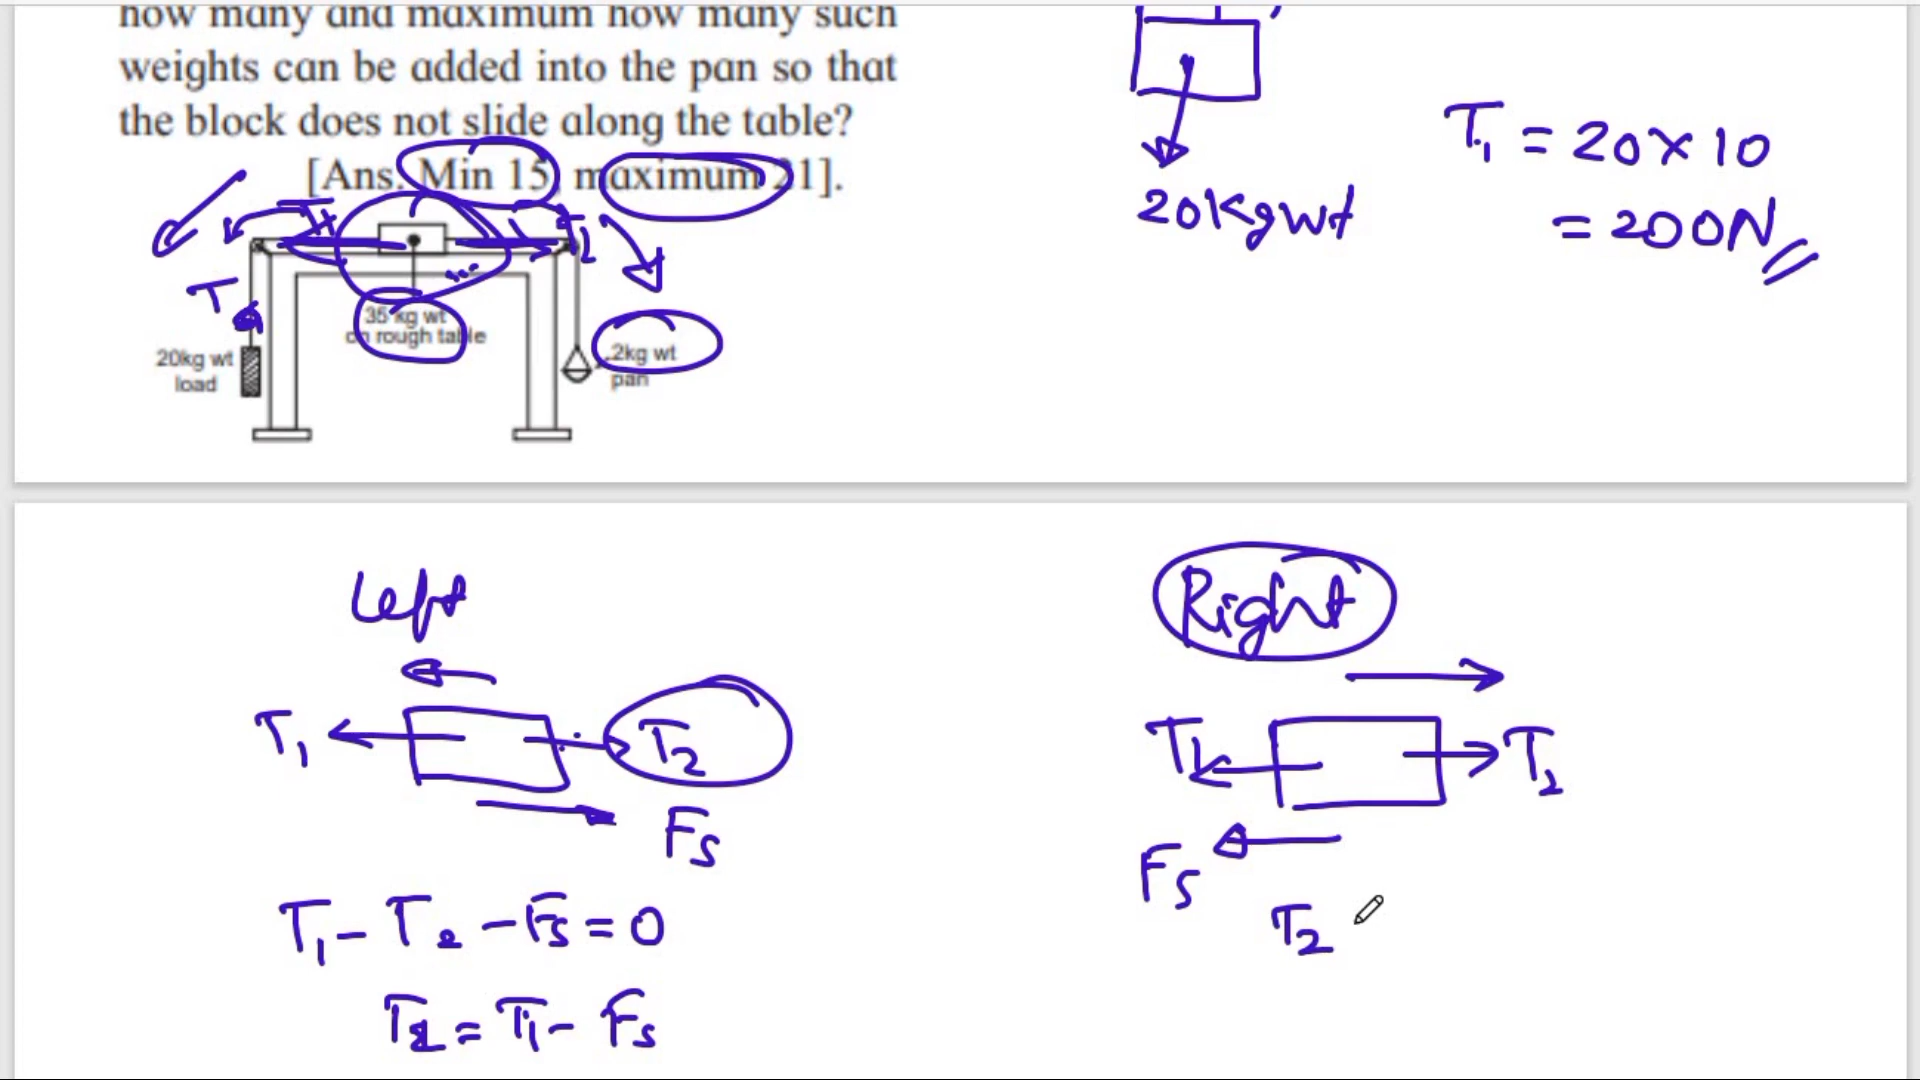 how many and maximum how many such
weights can be added into the pan so that
the block does not slide along the table?
[Ans. Min 15, maximum 21].
T₁
T₂
T
35 kg wt
on rough table
20kg wt
load
2kg wt
pan
20Kgwt
T₁ = 20×10
= 200N
Left
T₁
T₂
Fs
T₁ - T₂ - Fs = 0
T₂ = T₁ - Fs
Right
T₁
T₂
Fs
T₂